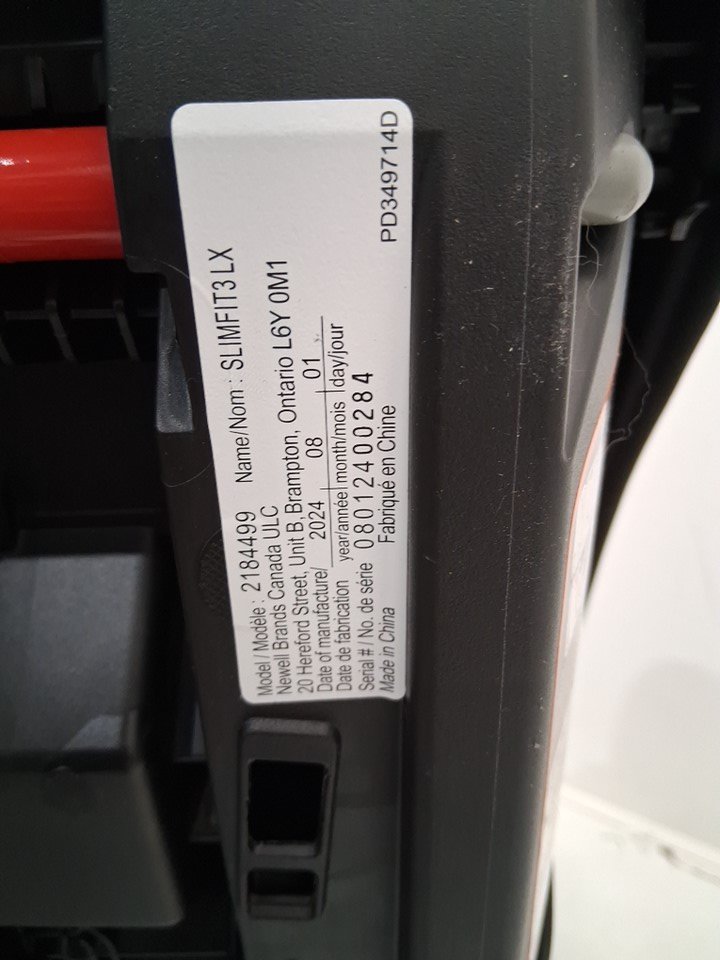 Model / Modèle : 2184499 Name/Nom : SLIMFIT3 LX
Newell Brands Canada ULC
20 Hereford Street, Unit B, Brampton, Ontario L6Y 0M1
Date of manufacture/ 2024 08 01
Date de fabrication year/année month/mois day/jour
Serial # / No. de série 08012400284
Made in China Fabriqué en Chine
PD349714D